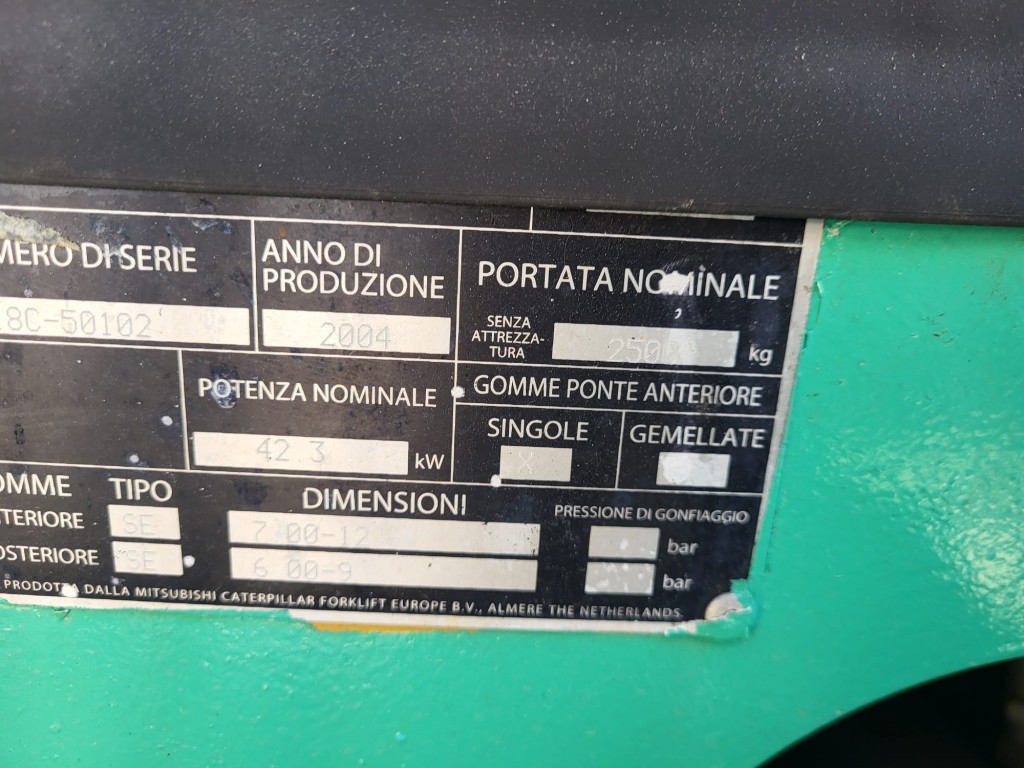 MERO DI SERIE
8C-50102
ANNO DI
PRODUZIONE
2004
PORTATA NOMINALE
SENZA
ATTREZZA-
TURA
kg
POTENZA NOMINALE
42.3 kW
GOMME PONTE ANTERIORE
SINGOLE
X
GEMELLATE
OMME TIPO DIMENSIONI PRESSIONE DI GONFIAGGIO
TERIORE SE 7.00-12 bar
OSTERIORE SE 6.00-9 bar
PRODOTTA DALLA MITSUBISHI CATERPILLAR FORKLIFT EUROPE B.V., ALMERE THE NETHERLANDS.